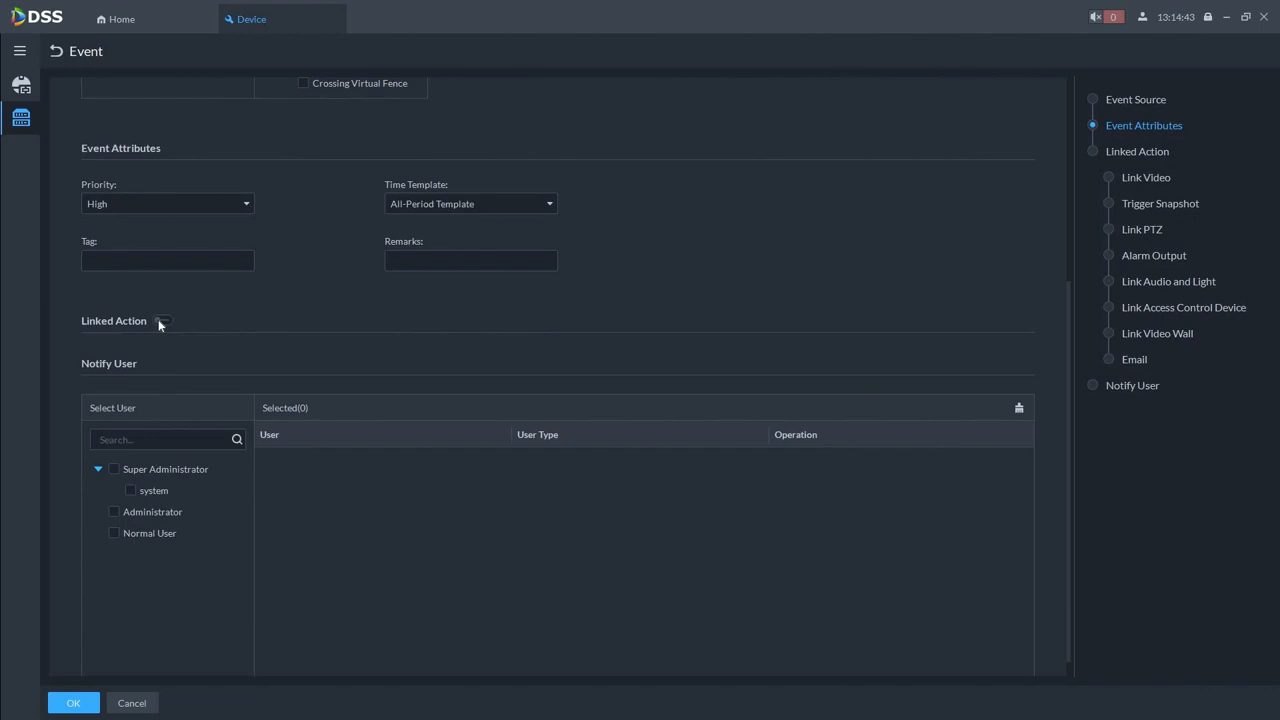 DSS
Home
Device
0
13:14:43
Event
Crossing Virtual Fence
Event Attributes
Priority:
Time Template:
High
All-Period Template
Tag:
Remarks:
Linked Action
Notify User
Select User
Selected(0)
Search...
User
User Type
Operation
Super Administrator
system
Administrator
Normal User
OK
Cancel
Event Source
Event Attributes
Linked Action
Link Video
Trigger Snapshot
Link PTZ
Alarm Output
Link Audio and Light
Link Access Control Device
Link Video Wall
Email
Notify User